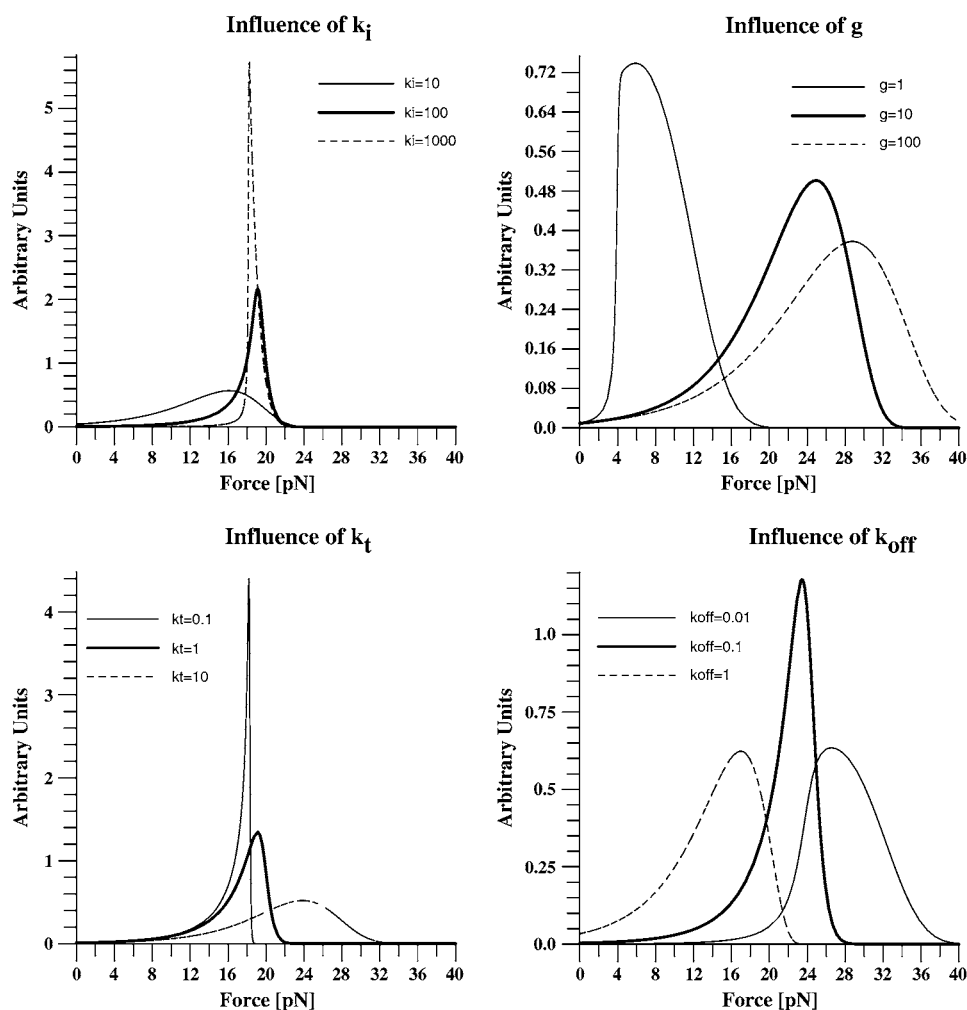 Influence of ki
Arbitrary Units
5
4
3
2
1
0
ki=10
ki=100
ki=1000
0 4 8 12 16 20 24 28 32 36 40
Force [pN]
Influence of g
Arbitrary Units
0.72
0.64
0.56
0.48
0.4
0.32
0.24
0.16
0.08
0.0
g=1
g=10
g=100
0 4 8 12 16 20 24 28 32 36 40
Force [pN]
Influence of kt
Arbitrary Units
4
3
2
1
0
kt=0.1
kt=1
kt=10
0 4 8 12 16 20 24 28 32 36 40
Force [pN]
Influence of koff
Arbitrary Units
1.0
0.75
0.5
0.25
0.0
koff=0.01
koff=0.1
koff=1
0 4 8 12 16 20 24 28 32 36 40
Force [pN]